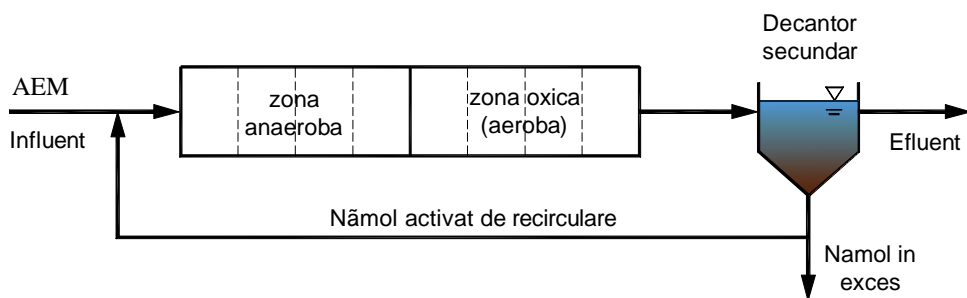 Decantor
secundar
AEM
Influent
zona
anaeroba
zona oxica
(aeroba)
Efluent
Nãmol activat de recirculare
Namol in
exces